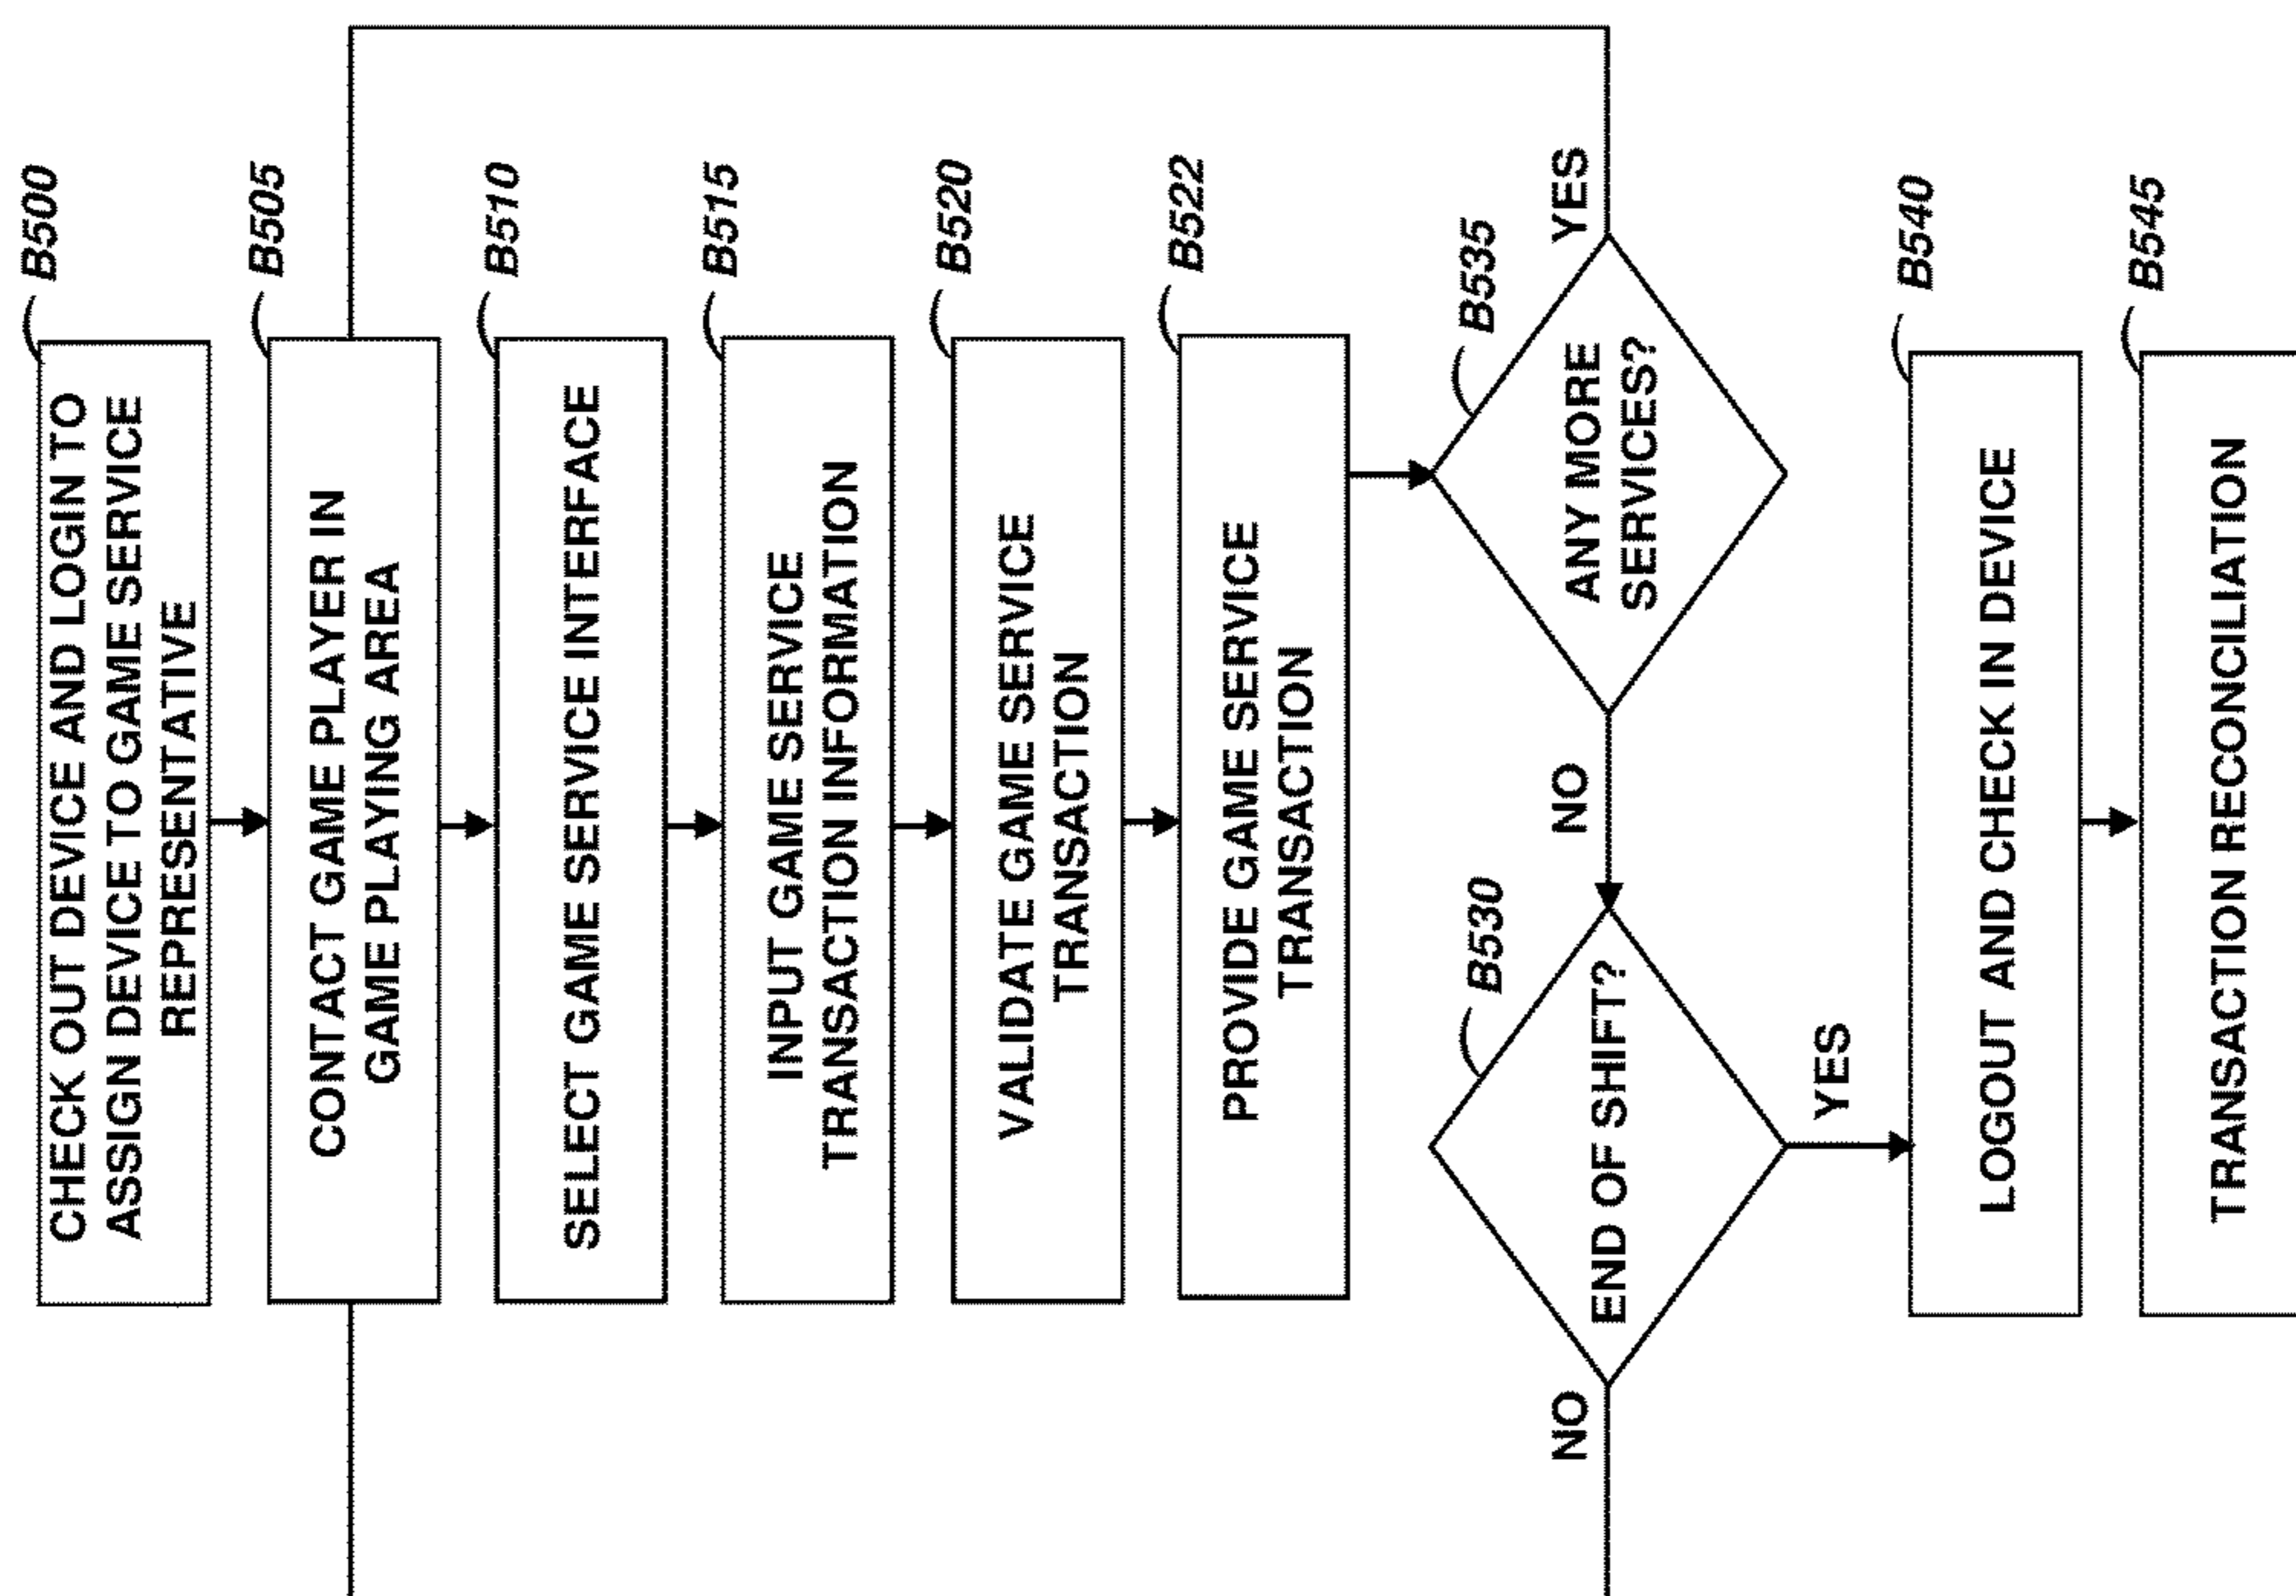 B500
CHECK OUT DEVICE AND LOGIN TO
ASSIGN DEVICE TO GAME SERVICE
REPRESENTATIVE
B505
CONTACT GAME PLAYER IN
GAME PLAYING AREA
B510
SELECT GAME SERVICE INTERFACE
B515
INPUT GAME SERVICE
TRANSACTION INFORMATION
B520
VALIDATE GAME SERVICE
TRANSACTION
B522
PROVIDE GAME SERVICE
TRANSACTION
B535
ANY MORE
SERVICES?
YES
NO
B530
END OF SHIFT?
NO
YES
B540
LOGOUT AND CHECK IN DEVICE
B545
TRANSACTION RECONCILIATION